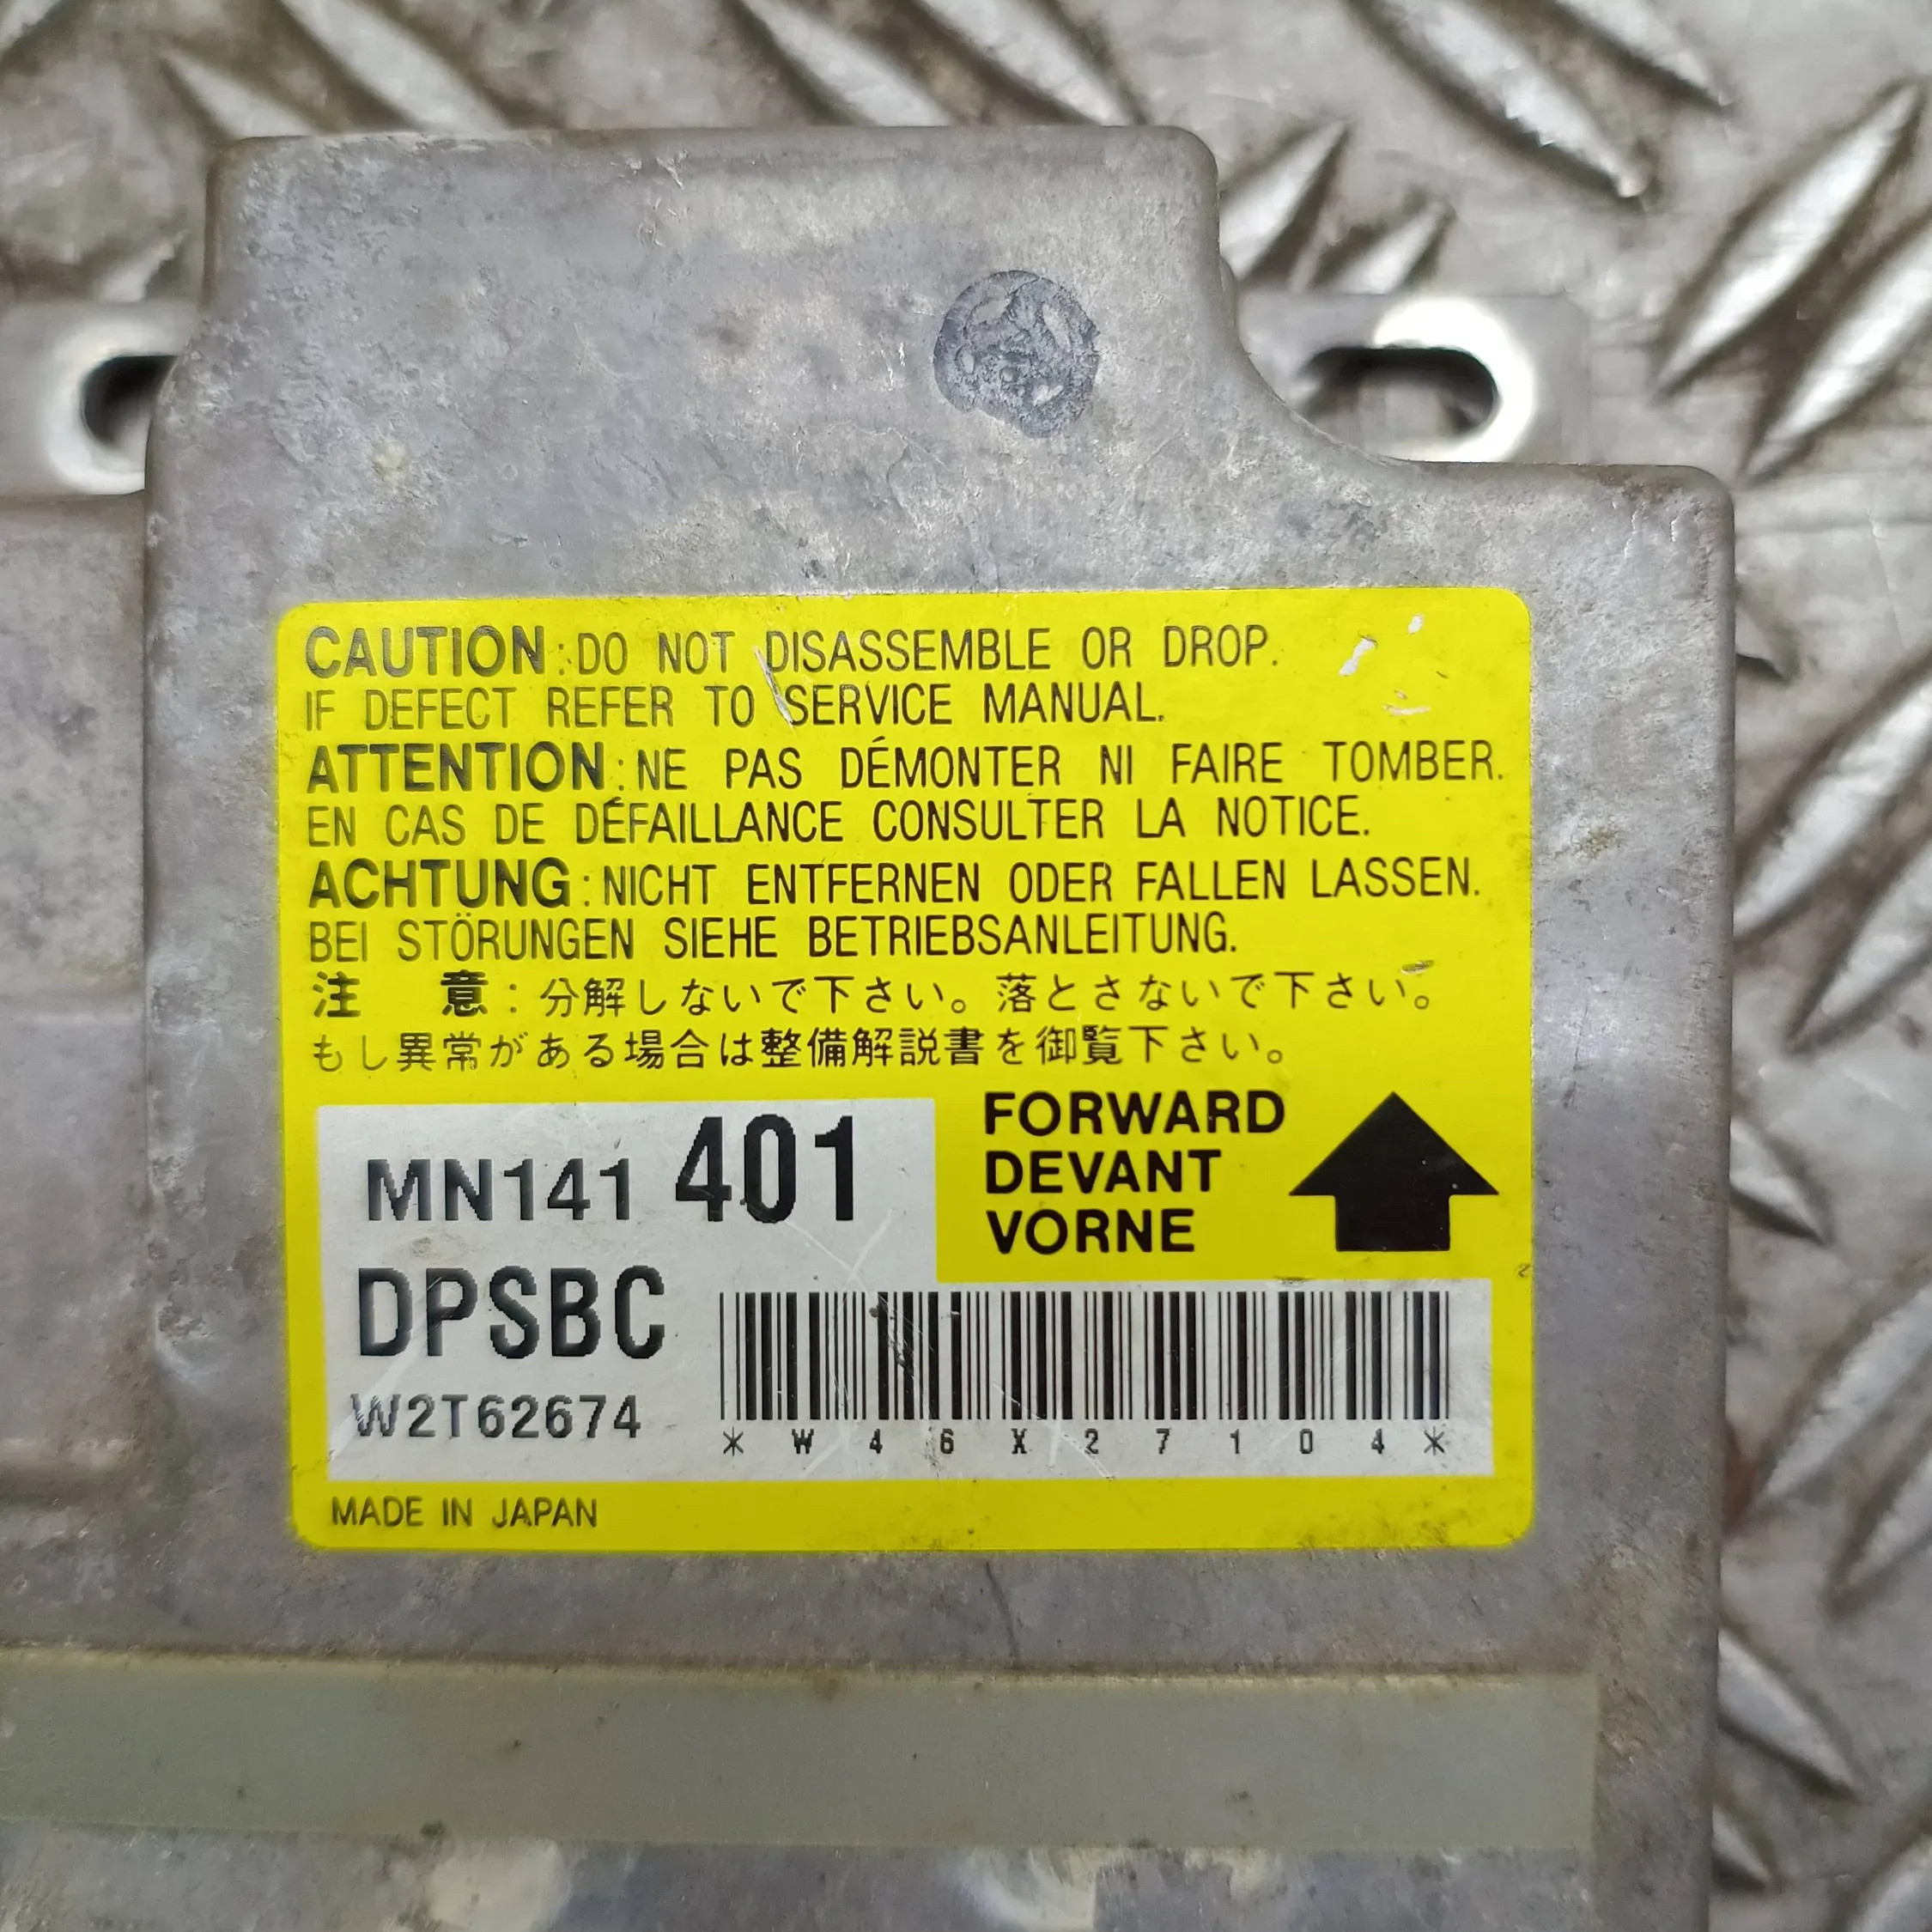 CAUTION:DO NOT DISASSEMBLE OR DROP.
IF DEFECT REFER TO SERVICE MANUAL.
ATTENTION:NE PAS DÉMONTER NI FAIRE TOMBER.
EN CAS DE DÉFAILLANCE CONSULTER LA NOTICE.
ACHTUNG:NICHT ENTFERNEN ODER FALLEN LASSEN.
BEI STÖRUNGEN SIEHE BETRIEBSANLEITUNG.
注 意:分解しないで下さい。落とさないで下さい。
もし異常がある場合は整備解説書を御覧下さい。
MN141 401
FORWARD
DEVANT
VORNE
DPSBC
W2T62674
*W46X27104*
MADE IN JAPAN